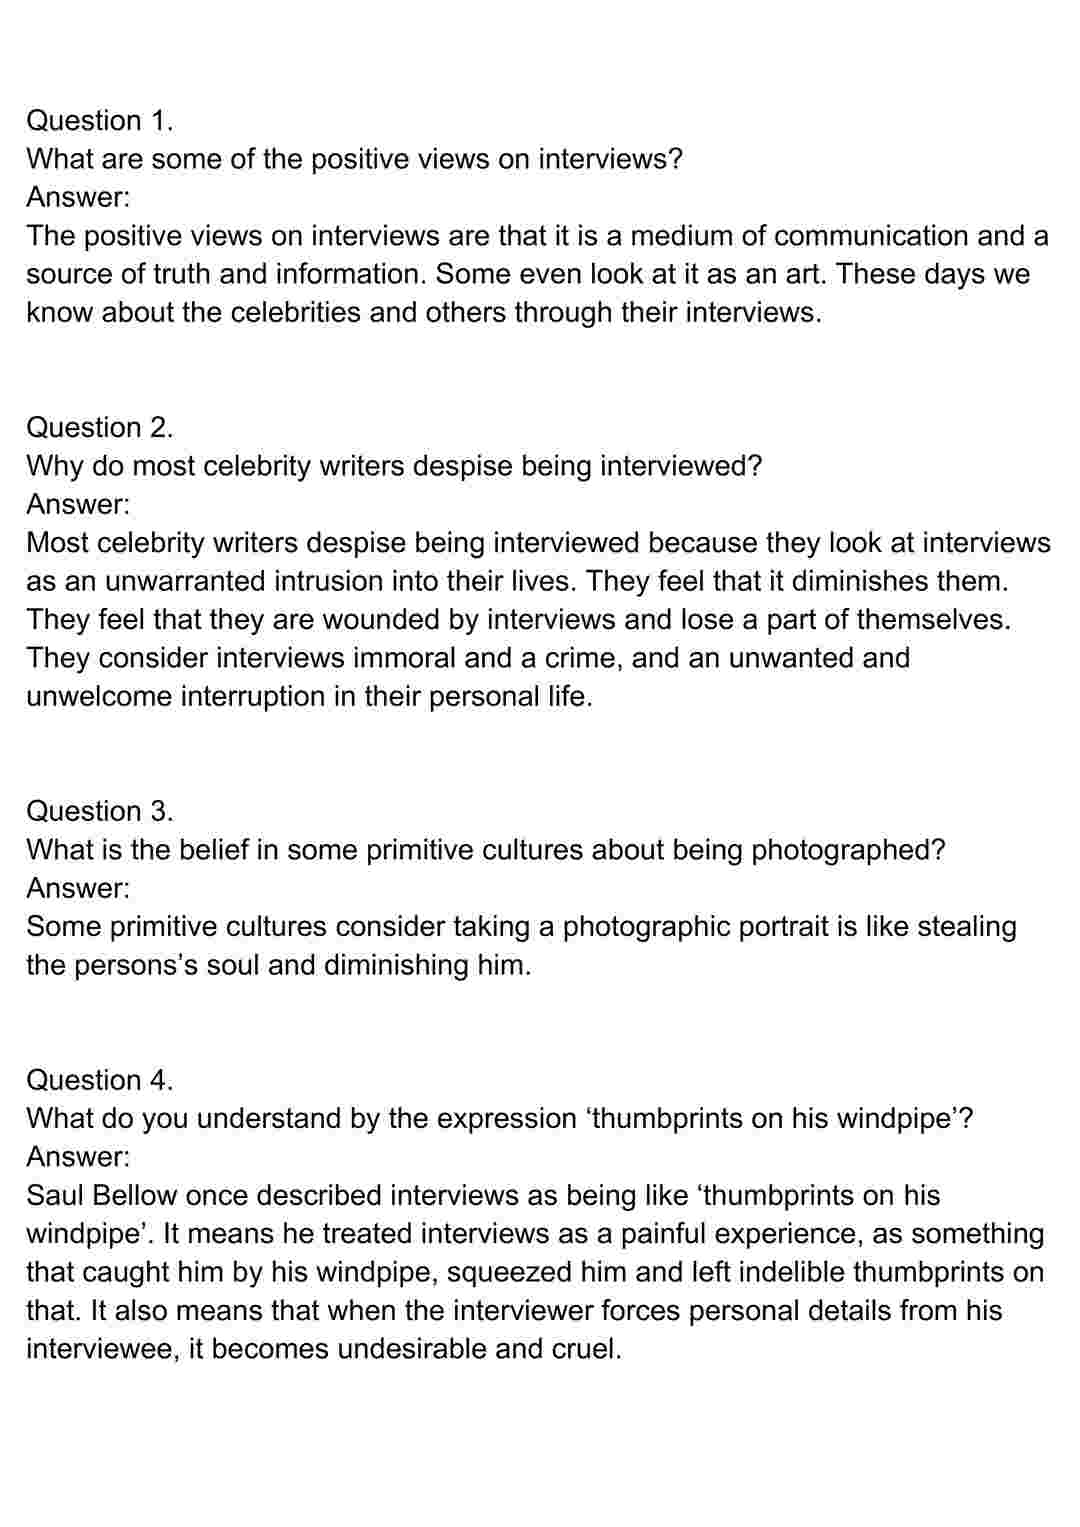 Question 1.
What are some of the positive views on interviews?
Answer:
The positive views on interviews are that it is a medium of communication and a
source of truth and information. Some even look at it as an art. These days we
know about the celebrities and others through their interviews.
Question 2.
Why do most celebrity writers despise being interviewed?
Answer:
Most celebrity writers despise being interviewed because they look at interviews
as an unwarranted intrusion into their lives. They feel that it diminishes them.
They feel that they are wounded by interviews and lose a part of themselves.
They consider interviews immoral and a crime, and an unwanted and
unwelcome interruption in their personal life.
Question 3.
What is the belief in some primitive cultures about being photographed?
Answer:
Some primitive cultures consider taking a photographic portrait is like stealing
the persons’s soul and diminishing him.
Question 4.
What do you understand by the expression ‘thumbprints on his windpipe’?
Answer:
Saul Bellow once described interviews as being like ‘thumbprints on his
windpipe’. It means he treated interviews as a painful experience, as something
that caught him by his windpipe, squeezed him and left indelible thumbprints on
that. It also means that when the interviewer forces personal details from his
interviewee, it becomes undesirable and cruel.